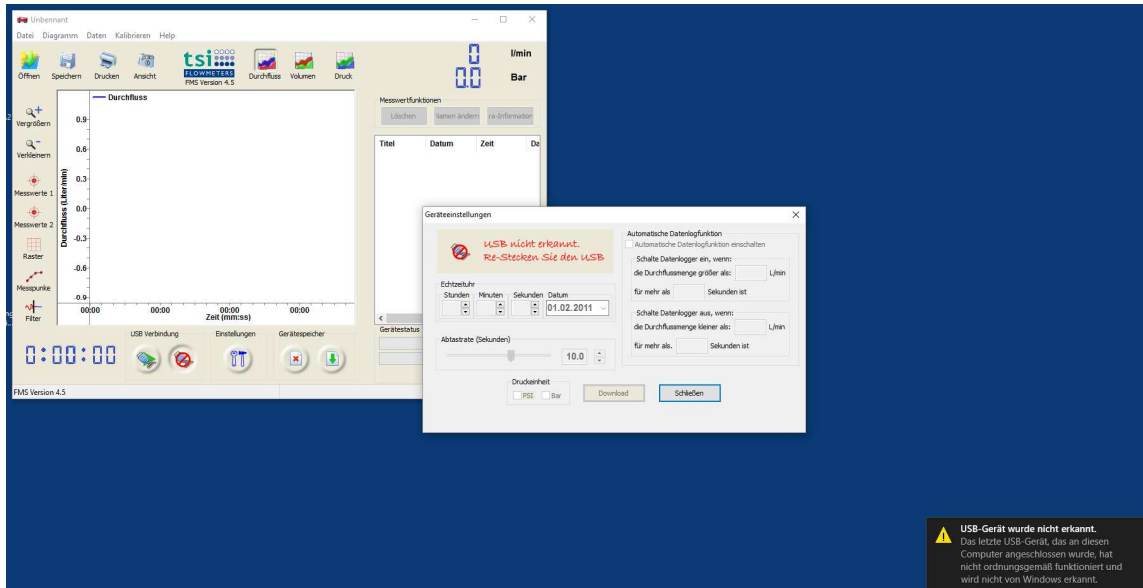 Unbennant
Datei Diagramm Daten Kalibrieren Help
Öffnen Speichern Drucken Ansicht
tsi
FLOWMETERS
FMS Version 4.5
Durchfluss Volumen Druck
0 l/min
0.0 Bar
Vergrößern
Verkleinern
Messwerte 1
Messwerte 2
Raster
Messpunke
Filter
Durchfluss
Durchfluss (Liter/min)
0.9
0.6
0.3
0.0
-0.3
-0.6
-0.9
00:00 00:00 00:00 00:00
Zeit (mm:ss)
Messwertfunktionen
Löschen Namen ändern ra-Information
Titel Datum Zeit Da
Gerätestatus
0:00:00
USB Verbindung Einstellungen Gerätespeicher
FMS Version 4.5
Geräteeinstellungen
USB nicht erkannt.
Re-Stecken Sie den USB
Echtzeituhr
Stunden Minuten Sekunden Datum
01.02.2011
Abtastrate (Sekunden)
10.0
Druckeinheit
PSI Bar
Download Schließen
Automatische Datenlogfunktion
Automatische Datenlogfunktion einschalten
Schalte Datenlogger ein, wenn:
die Durchflussmenge größer als: L/min
für mehr als Sekunden ist
Schalte Datenlogger aus, wenn:
die Durchflussmenge kleiner als: L/min
für mehr als. Sekunden ist
USB-Gerät wurde nicht erkannt.
Das letzte USB-Gerät, das an diesen
Computer angeschlossen wurde, hat
nicht ordnungsgemäß funktioniert und
wird nicht von Windows erkannt.